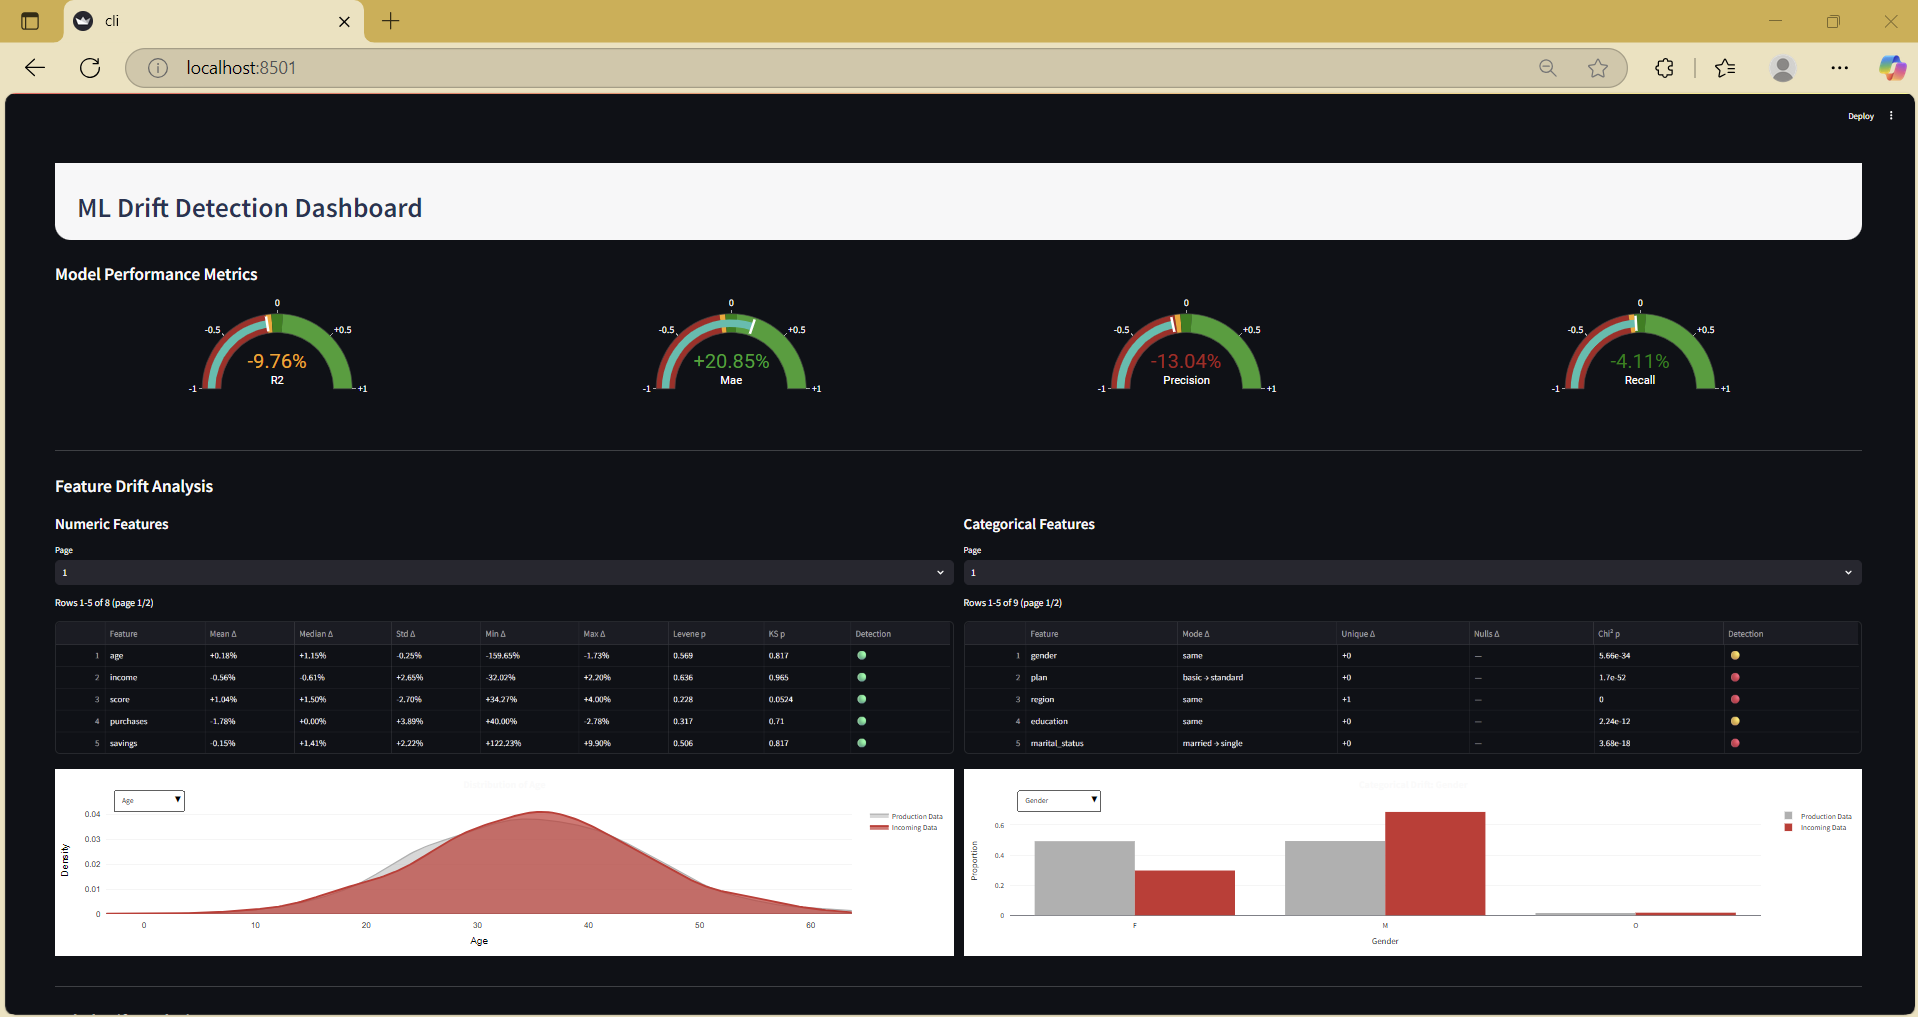 cli
localhost:8501
Deploy
ML Drift Detection Dashboard
Model Performance Metrics
-1 -0.5 0 +0.5 +1
-9.76%
R2
-1 -0.5 0 +0.5 +1
+20.85%
Mae
-1 -0.5 0 +0.5 +1
-13.04%
Precision
-1 -0.5 0 +0.5 +1
-4.11%
Recall
Feature Drift Analysis
Numeric Features
Page
1
Rows 1-5 of 8 (page 1/2)
Feature Mean Δ Median Δ Std Δ Min Δ Max Δ Levene p KS p Detection
1 age +0.18% +1.15% -0.25% -159.65% -1.73% 0.569 0.817
2 income -0.56% -0.61% +2.65% -32.02% +2.20% 0.636 0.965
3 score +1.04% +1.50% -2.70% +34.27% +4.00% 0.228 0.0524
4 purchases -1.78% +0.00% +3.89% +40.00% -2.78% 0.317 0.71
5 savings -0.15% +1.41% +2.22% +122.23% +9.90% 0.506 0.817
Age
Production Data
Incoming Data
Density
0.04
0.03
0.02
0.01
0
0 10 20 30 40 50 60
Age
Categorical Features
Page
1
Rows 1-5 of 9 (page 1/2)
Feature Mode Δ Unique Δ Nulls Δ Chi² p Detection
1 gender same +0 — 5.66e-34
2 plan basic → standard +0 — 1.7e-52
3 region same +1 — 0
4 education same +0 — 2.24e-12
5 marital_status married → single +0 — 3.68e-18
Gender
Production Data
Incoming Data
Proportion
0.6
0.4
0.2
0
F M O
Gender